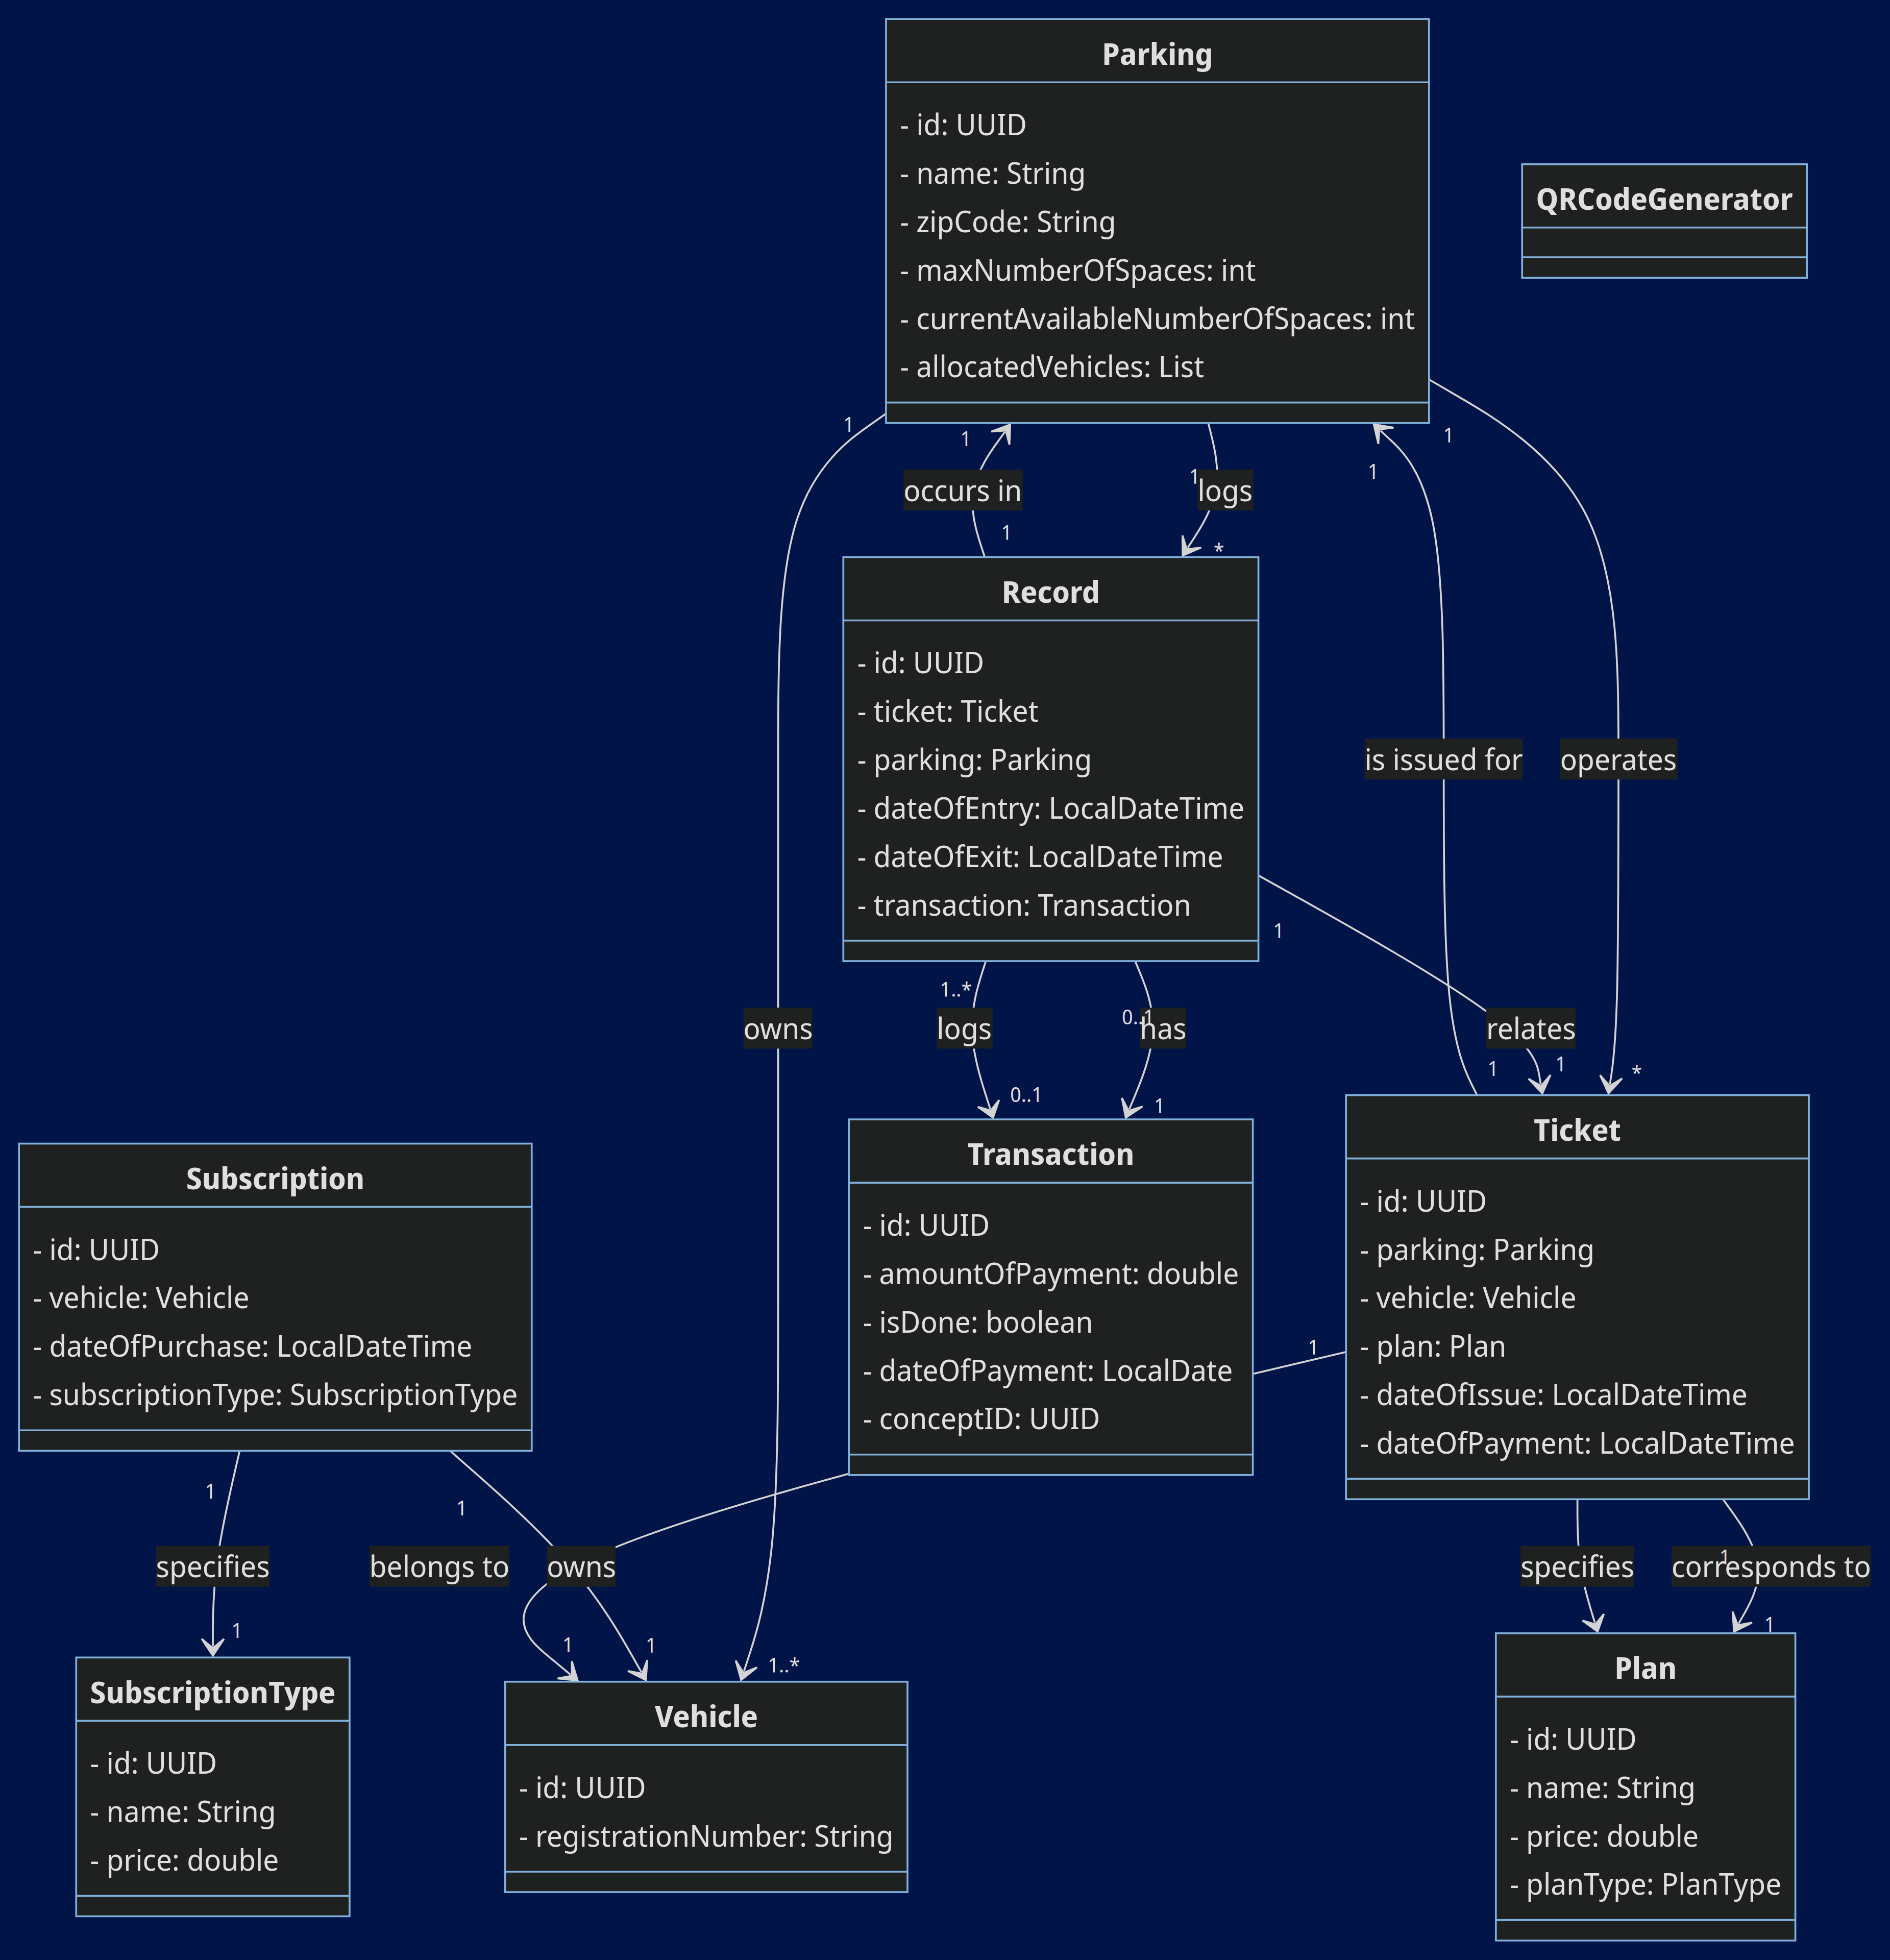 Parking
- id: UUID
- name: String
- zipCode: String
- maxNumberOfSpaces: int
- currentAvailableNumberOfSpaces: int
- allocatedVehicles: List
QRCodeGenerator
1
1
1
1
1
occurs in
logs
1
*
Record
- id: UUID
- ticket: Ticket
- parking: Parking
- dateOfEntry: LocalDateTime
- dateOfExit: LocalDateTime
- transaction: Transaction
is issued for
operates
1
1..*
0..1
owns
logs
has
relates
0..1
1
1
1
*
Subscription
- id: UUID
- vehicle: Vehicle
- dateOfPurchase: LocalDateTime
- subscriptionType: SubscriptionType
Transaction
- id: UUID
- amountOfPayment: double
- isDone: boolean
- dateOfPayment: LocalDate
- conceptID: UUID
1
Ticket
- id: UUID
- parking: Parking
- vehicle: Vehicle
- plan: Plan
- dateOfIssue: LocalDateTime
- dateOfPayment: LocalDateTime
1
1
specifies
belongs to
owns
specifies
1
corresponds to
1
1
1
1..*
1
SubscriptionType
- id: UUID
- name: String
- price: double
Vehicle
- id: UUID
- registrationNumber: String
Plan
- id: UUID
- name: String
- price: double
- planType: PlanType